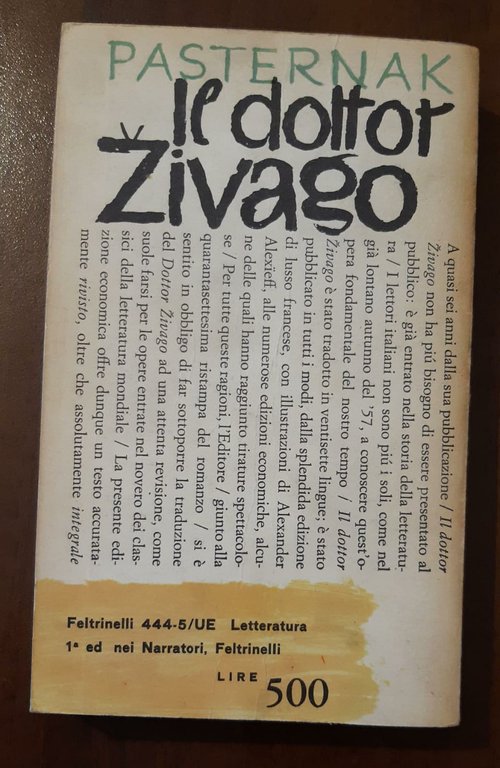 PASTERNAK
Il dottor
Živago
A quasi sei anni dalla sua pubblicazione / Il dottor
Živago non ha più bisogno di essere presentato al
pubblico: è già entrato nella storia della letteratu-
ra / I lettori italiani non sono più i soli, come nel
già lontano autunno del '57, a conoscere quest'o-
pera fondamentale del nostro tempo / Il dottor
Živago è stato tradotto in ventisette lingue; è stato
pubblicato in tutti i modi, dalla splendida edizione
di lusso francese, con illustrazioni di Alexander
Alexïeff, alle numerose edizioni economiche, alcu-
ne delle quali hanno raggiunto tirature spettacolo-
se / Per tutte queste ragioni, l'Editore / giunto alla
quarantasettesima ristampa del romanzo / si è
sentito in obbligo di far sottoporre la traduzione
del Dottor Živago ad una attenta revisione, come
suole farsi per le opere entrate nel novero dei clas-
sici della letteratura mondiale / La presente edi-
zione economica offre dunque un testo accurata-
mente rivisto, oltre che assolutamente integrale
Feltrinelli 444-5/UE Letteratura
1ª ed nei Narratori, Feltrinelli
LIRE 500